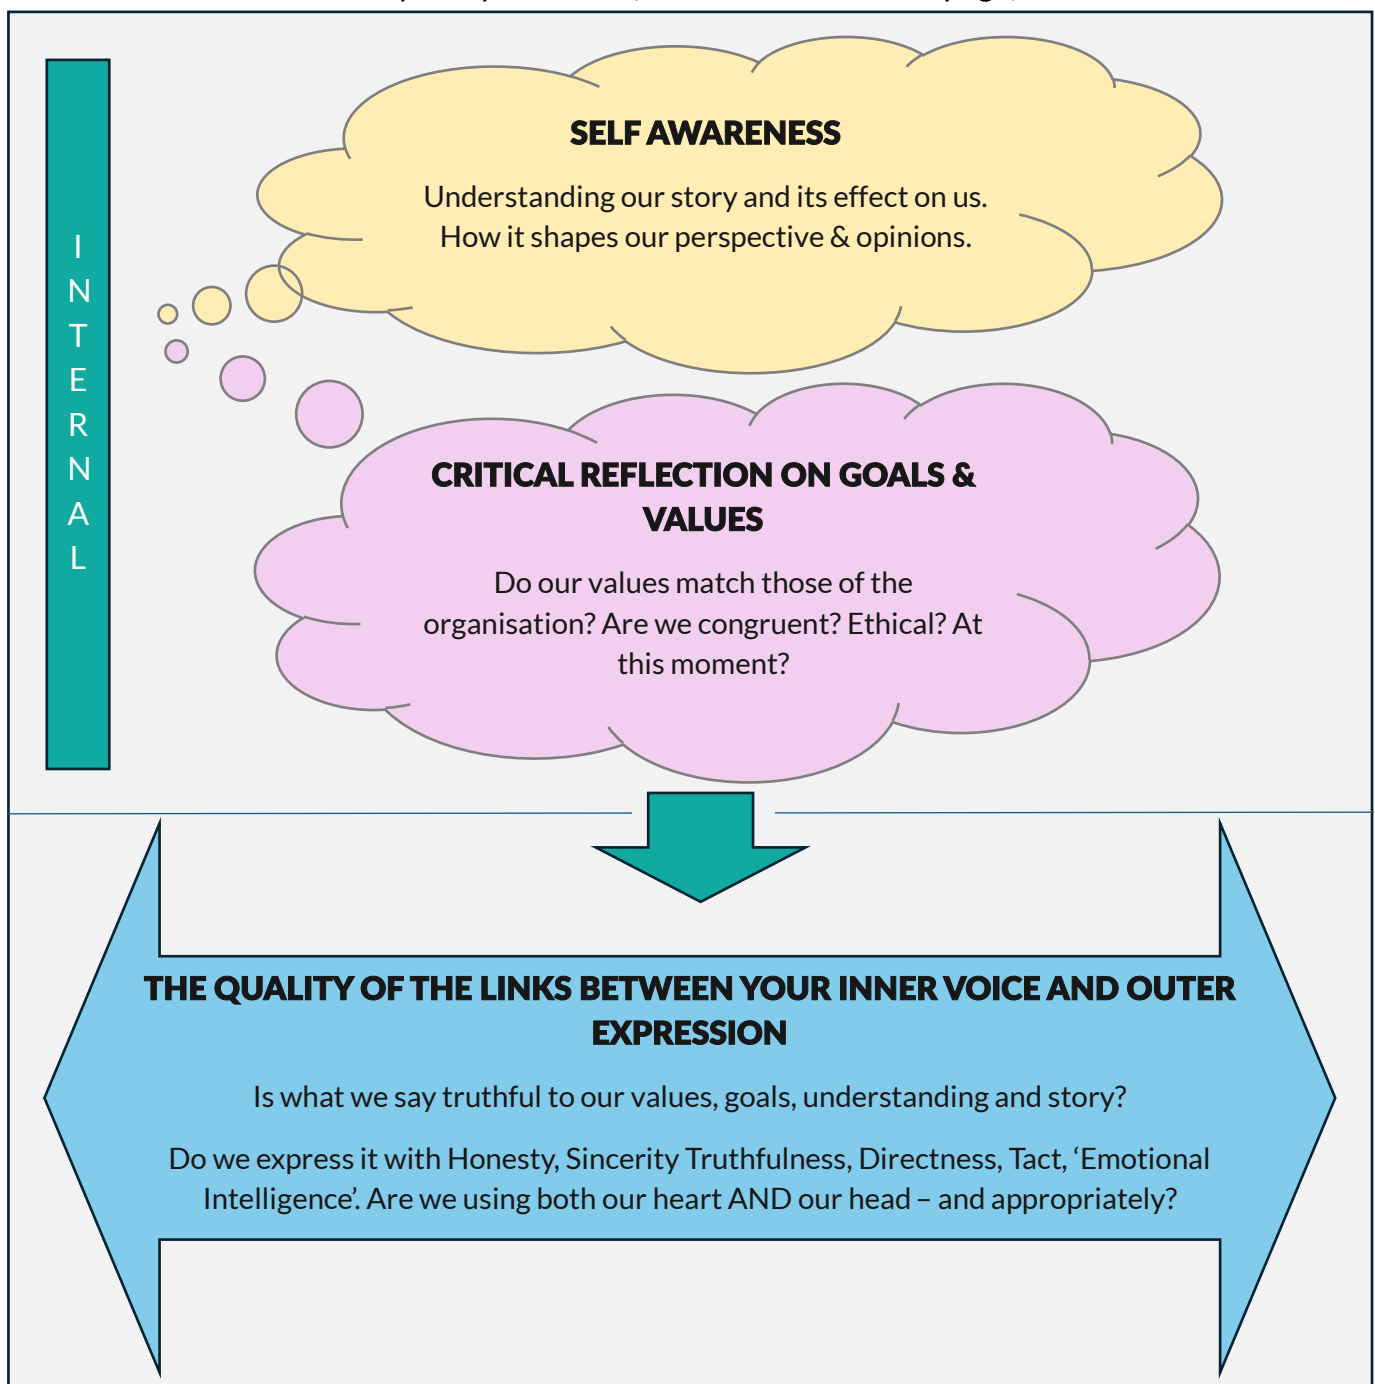 INTERNAL
SELF AWARENESS
Understanding our story and its effect on us.
How it shapes our perspective & opinions.
CRITICAL REFLECTION ON GOALS &
VALUES
Do our values match those of the
organisation? Are we congruent? Ethical? At
this moment?
THE QUALITY OF THE LINKS BETWEEN YOUR INNER VOICE AND OUTER
EXPRESSION
Is what we say truthful to our values, goals, understanding and story?
Do we express it with Honesty, Sincerity Truthfulness, Directness, Tact, ‘Emotional
Intelligence’. Are we using both our heart AND our head – and appropriately?